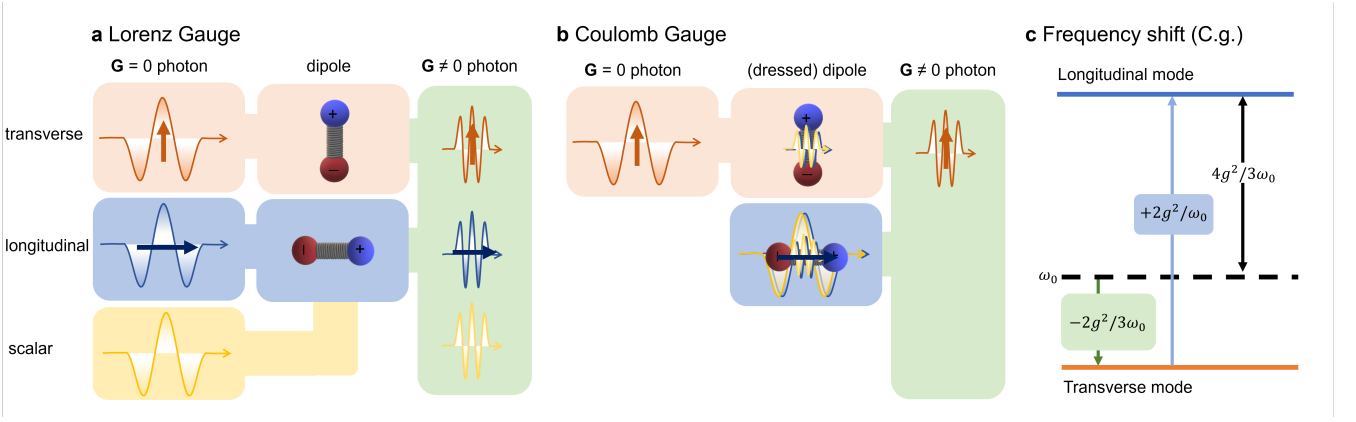 a Lorenz Gauge
G = 0 photon
dipole
G ≠ 0 photon
transverse
+
−
longitudinal
−
+
scalar
b Coulomb Gauge
G = 0 photon
(dressed) dipole
G ≠ 0 photon
+
−
c Frequency shift (C.g.)
Longitudinal mode
4g²/3ω₀
+2g²/ω₀
ω₀
−2g²/3ω₀
Transverse mode